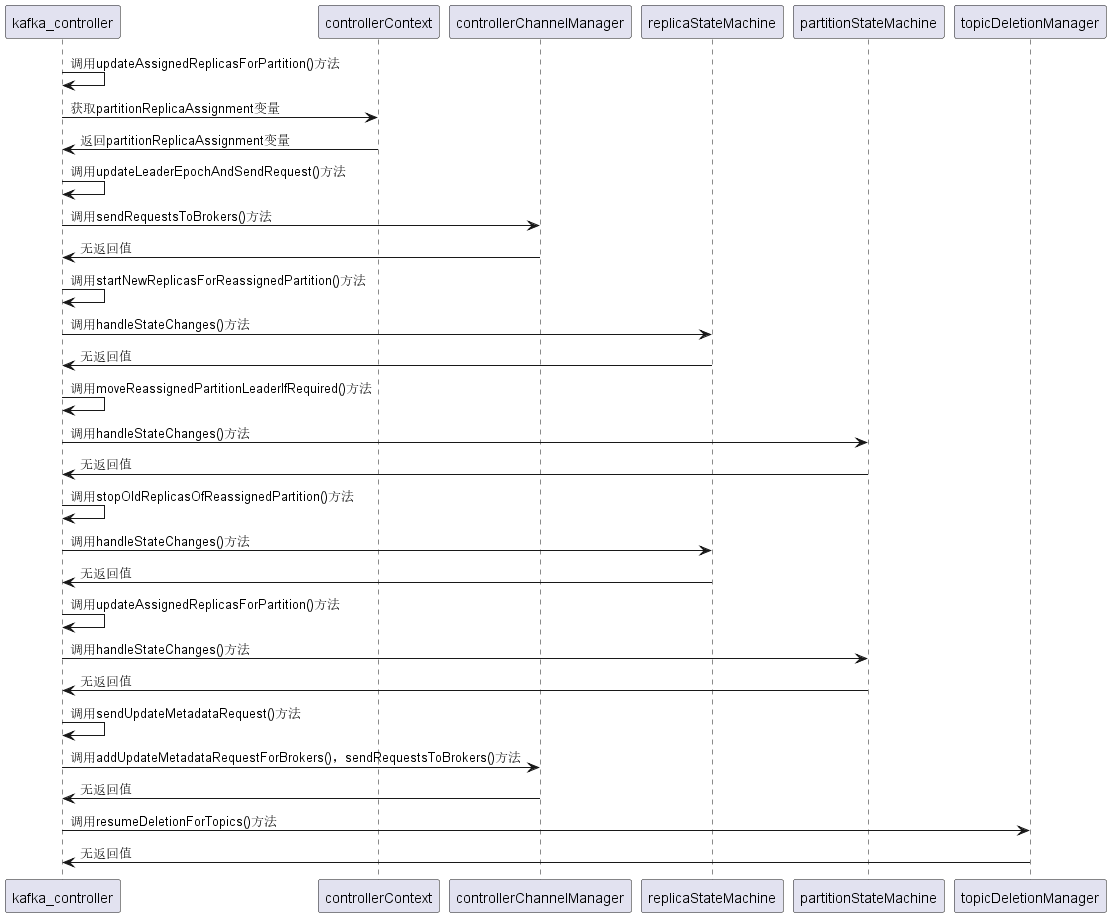 kafka_controller controllerContext controllerChannelManager replicaStateMachine partitionStateMachine topicDeletionManager
调用updateAssignedReplicasForPartition()方法
获取partitionReplicaAssignment变量
返回partitionReplicaAssignment变量
调用updateLeaderEpochAndSendRequest()方法
调用sendRequestsToBrokers()方法
无返回值
调用startNewReplicasForReassignedPartition()方法
调用handleStateChanges()方法
无返回值
调用moveReassignedPartitionLeaderIfRequired()方法
调用handleStateChanges()方法
无返回值
调用stopOldReplicasOfReassignedPartition()方法
调用handleStateChanges()方法
无返回值
调用updateAssignedReplicasForPartition()方法
调用handleStateChanges()方法
无返回值
调用sendUpdateMetadataRequest()方法
调用addUpdateMetadataRequestForBrokers()，sendRequestsToBrokers()方法
无返回值
调用resumeDeletionForTopics()方法
无返回值
kafka_controller controllerContext controllerChannelManager replicaStateMachine partitionStateMachine topicDeletionManager